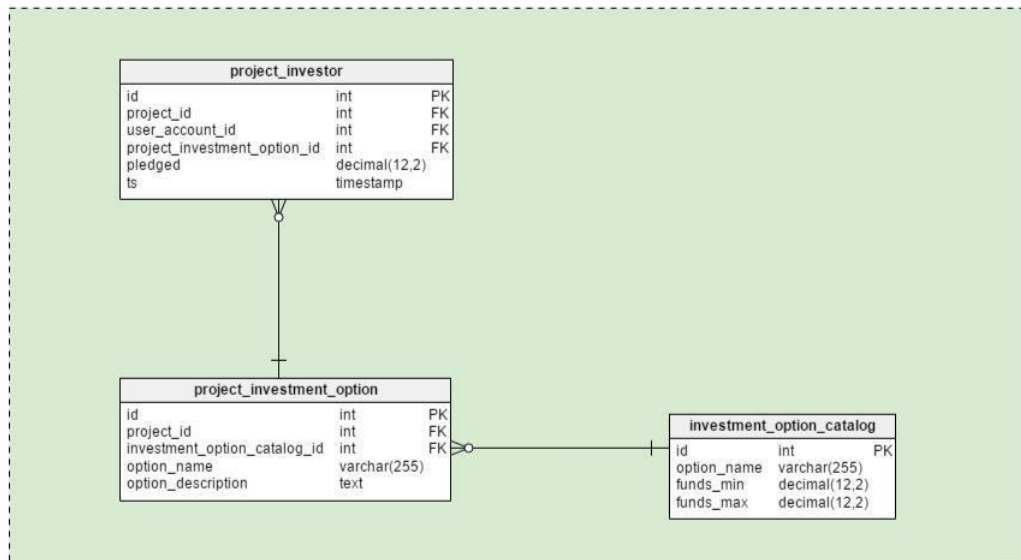 project_investor
id int PK
project_id int FK
user_account_id int FK
project_investment_option_id int FK
pledged decimal(12,2)
ts timestamp
project_investment_option
id int PK
project_id int FK
investment_option_catalog_id int FK
option_name varchar(255)
option_description text
investment_option_catalog
id int PK
option_name varchar(255)
funds_min decimal(12,2)
funds_max decimal(12,2)